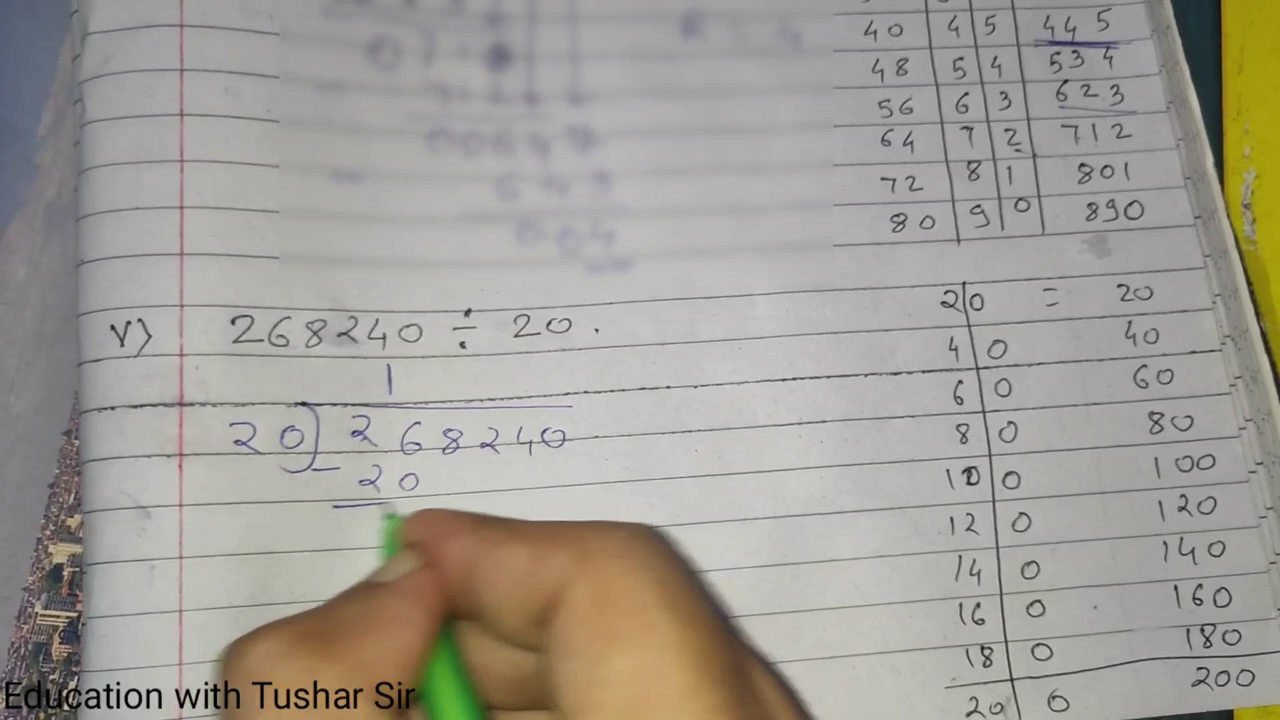 40 4 5 445
48 5 4 534
56 6 3 623
64 7 2 712
72 8 1 801
80 9 0 890
V) 268240 ÷ 20.
1
20) 268240
- 20
20 = 20
4 0 40
6 0 60
8 0 80
10 0 100
12 0 120
14 0 140
16 0 160
18 0 180
20 0 200
Education with Tushar Sir